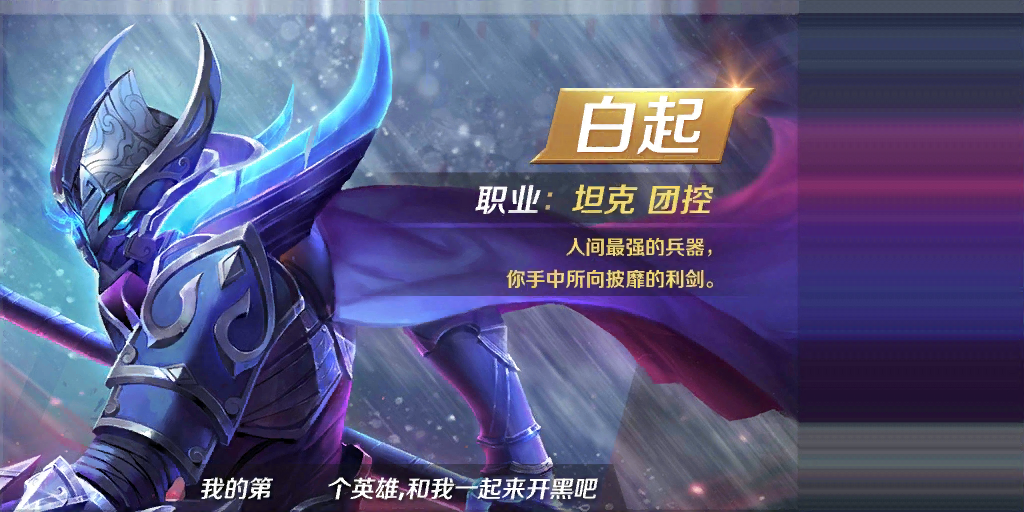 白起
职业：坦克 团控
人间最强的兵器，
你手中所向披靡的利剑。
我的第 个英雄,和我一起来开黑吧